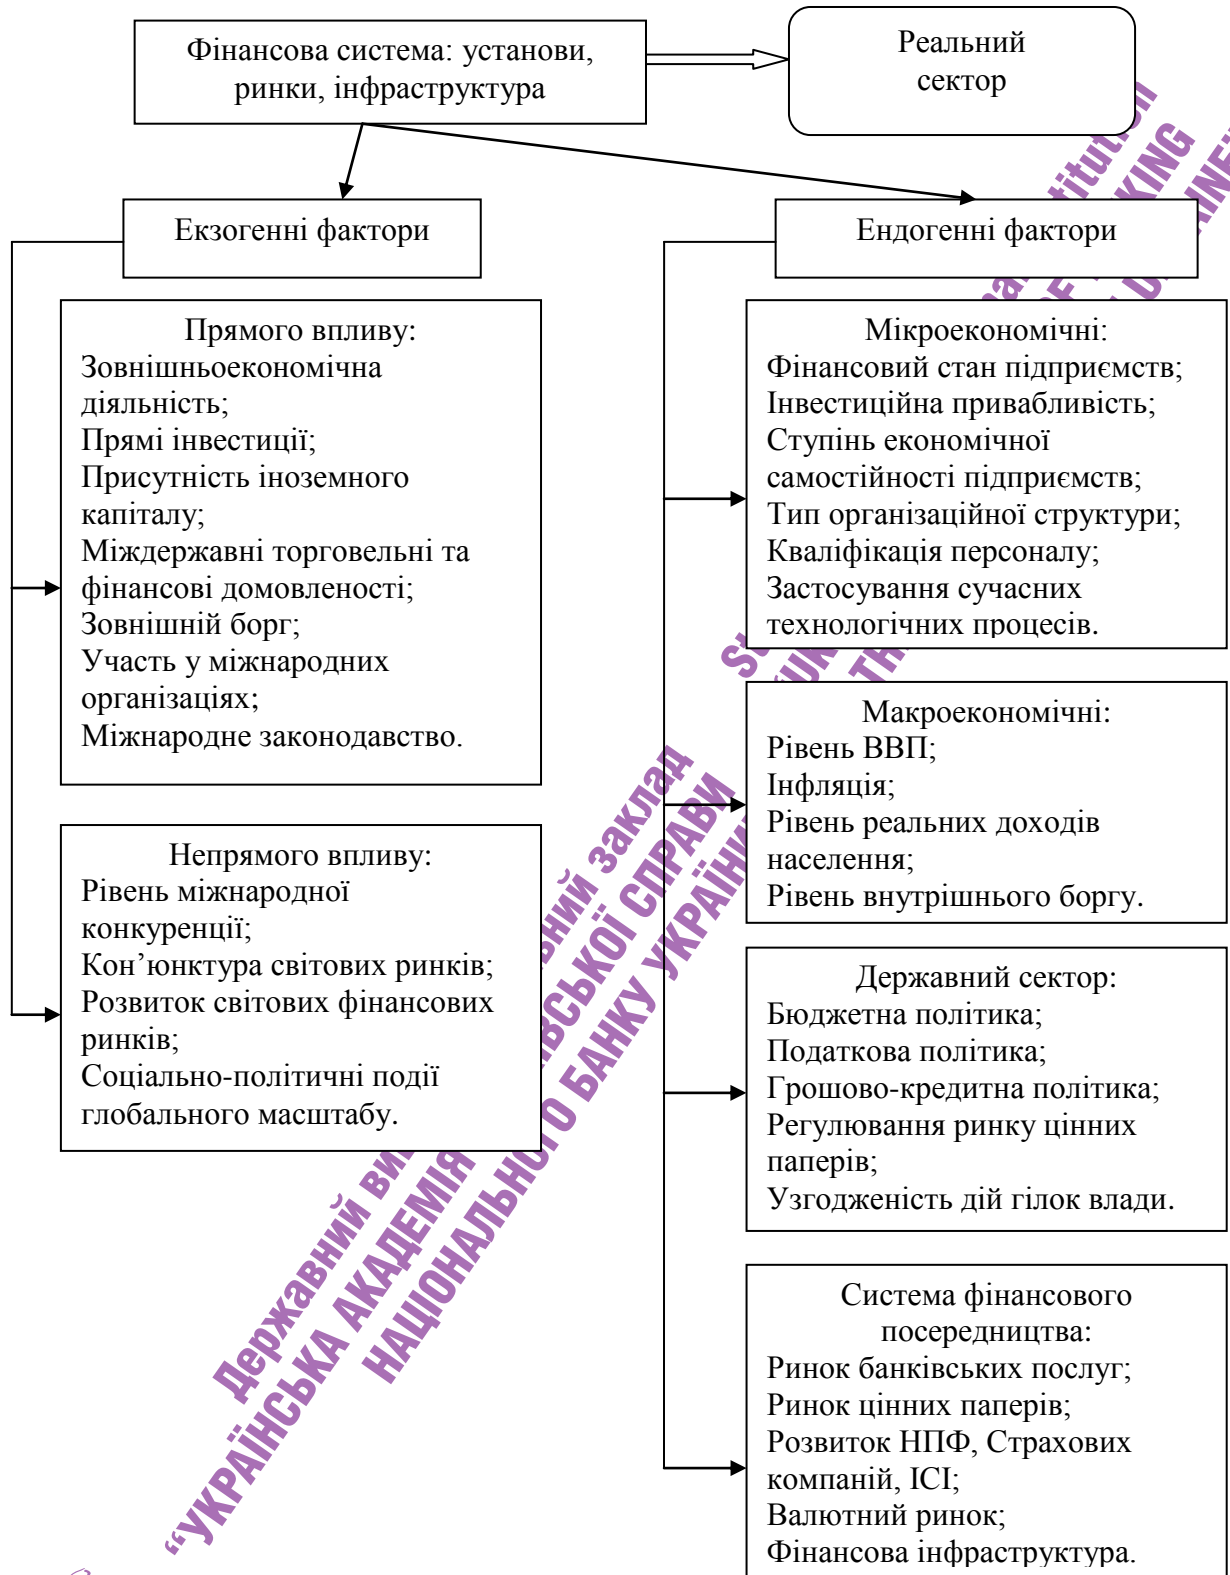 Фінансова система: установи,
ринки, інфраструктура
Реальний
сектор
Екзогенні фактори
Ендогенні фактори
Прямого впливу:
Зовнішньоекономічна
діяльність;
Прямі інвестиції;
Присутність іноземного
капіталу;
Міждержавні торговельні та
фінансові домовленості;
Зовнішній борг;
Участь у міжнародних
організаціях;
Міжнародне законодавство.
Непрямого впливу:
Рівень міжнародної
конкуренції;
Кон’юнктура світових ринків;
Розвиток світових фінансових
ринків;
Соціально-політичні події
глобального масштабу.
Мікроекономічні:
Фінансовий стан підприємств;
Інвестиційна привабливість;
Ступінь економічної
самостійності підприємств;
Тип організаційної структури;
Кваліфікація персоналу;
Застосування сучасних
технологічних процесів.
Макроекономічні:
Рівень ВВП;
Інфляція;
Рівень реальних доходів
населення;
Рівень внутрішнього боргу.
Державний сектор:
Бюджетна політика;
Податкова політика;
Грошово-кредитна політика;
Регулювання ринку цінних
паперів;
Узгодженість дій гілок влади.
Система фінансового
посередництва:
Ринок банківських послуг;
Ринок цінних паперів;
Розвиток НПФ, Страхових
компаній, ІСІ;
Валютний ринок;
Фінансова інфраструктура.
Державний заклад
“УКРАЇНСЬКА АКАДЕМІЯ СПРАВИ
НАЦІОНАЛЬНОГО БАНКУ УКРАЇНИ